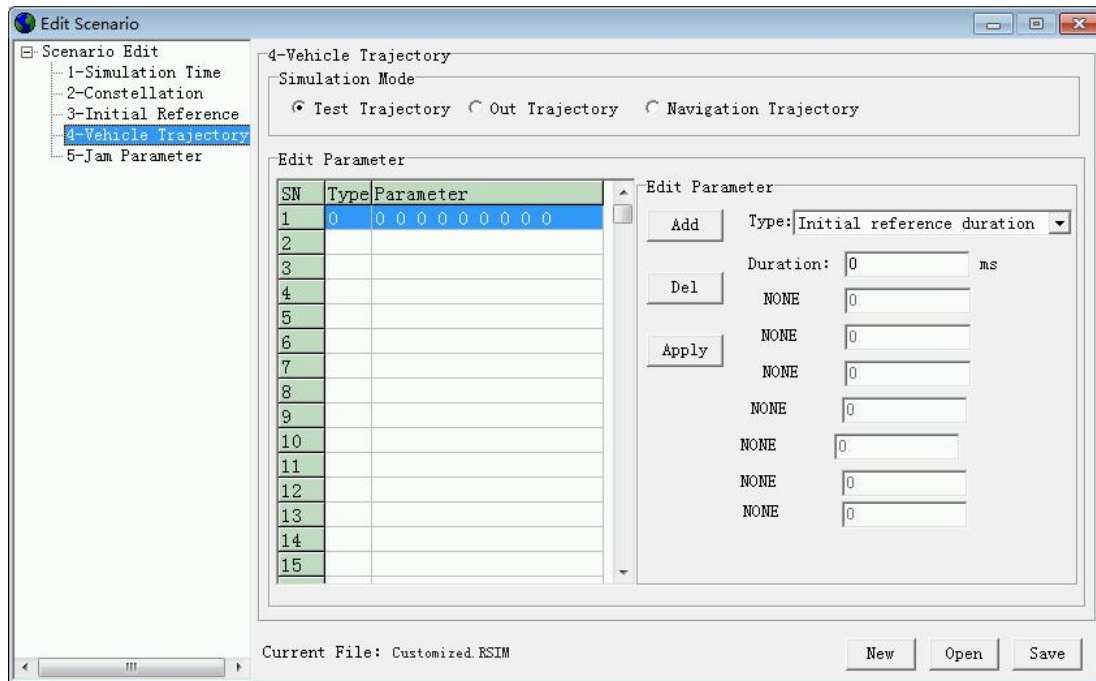 Edit Scenario
Scenario Edit
1-Simulation Time
2-Constellation
3-Initial Reference
4-Vehicle Trajectory
5-Jam Parameter
4-Vehicle Trajectory
Simulation Mode
Test Trajectory Out Trajectory Navigation Trajectory
Edit Parameter
SN Type Parameter
1 0 0 0 0 0 0 0 0 0 0
2
3
4
5
6
7
8
9
10
11
12
13
14
15
Edit Parameter
Add Type: Initial reference duration
Duration: 0 ms
Del
NONE 0
NONE 0
Apply
NONE 0
NONE 0
NONE 0
NONE 0
NONE 0
Current File: Customized.RSIM
New Open Save